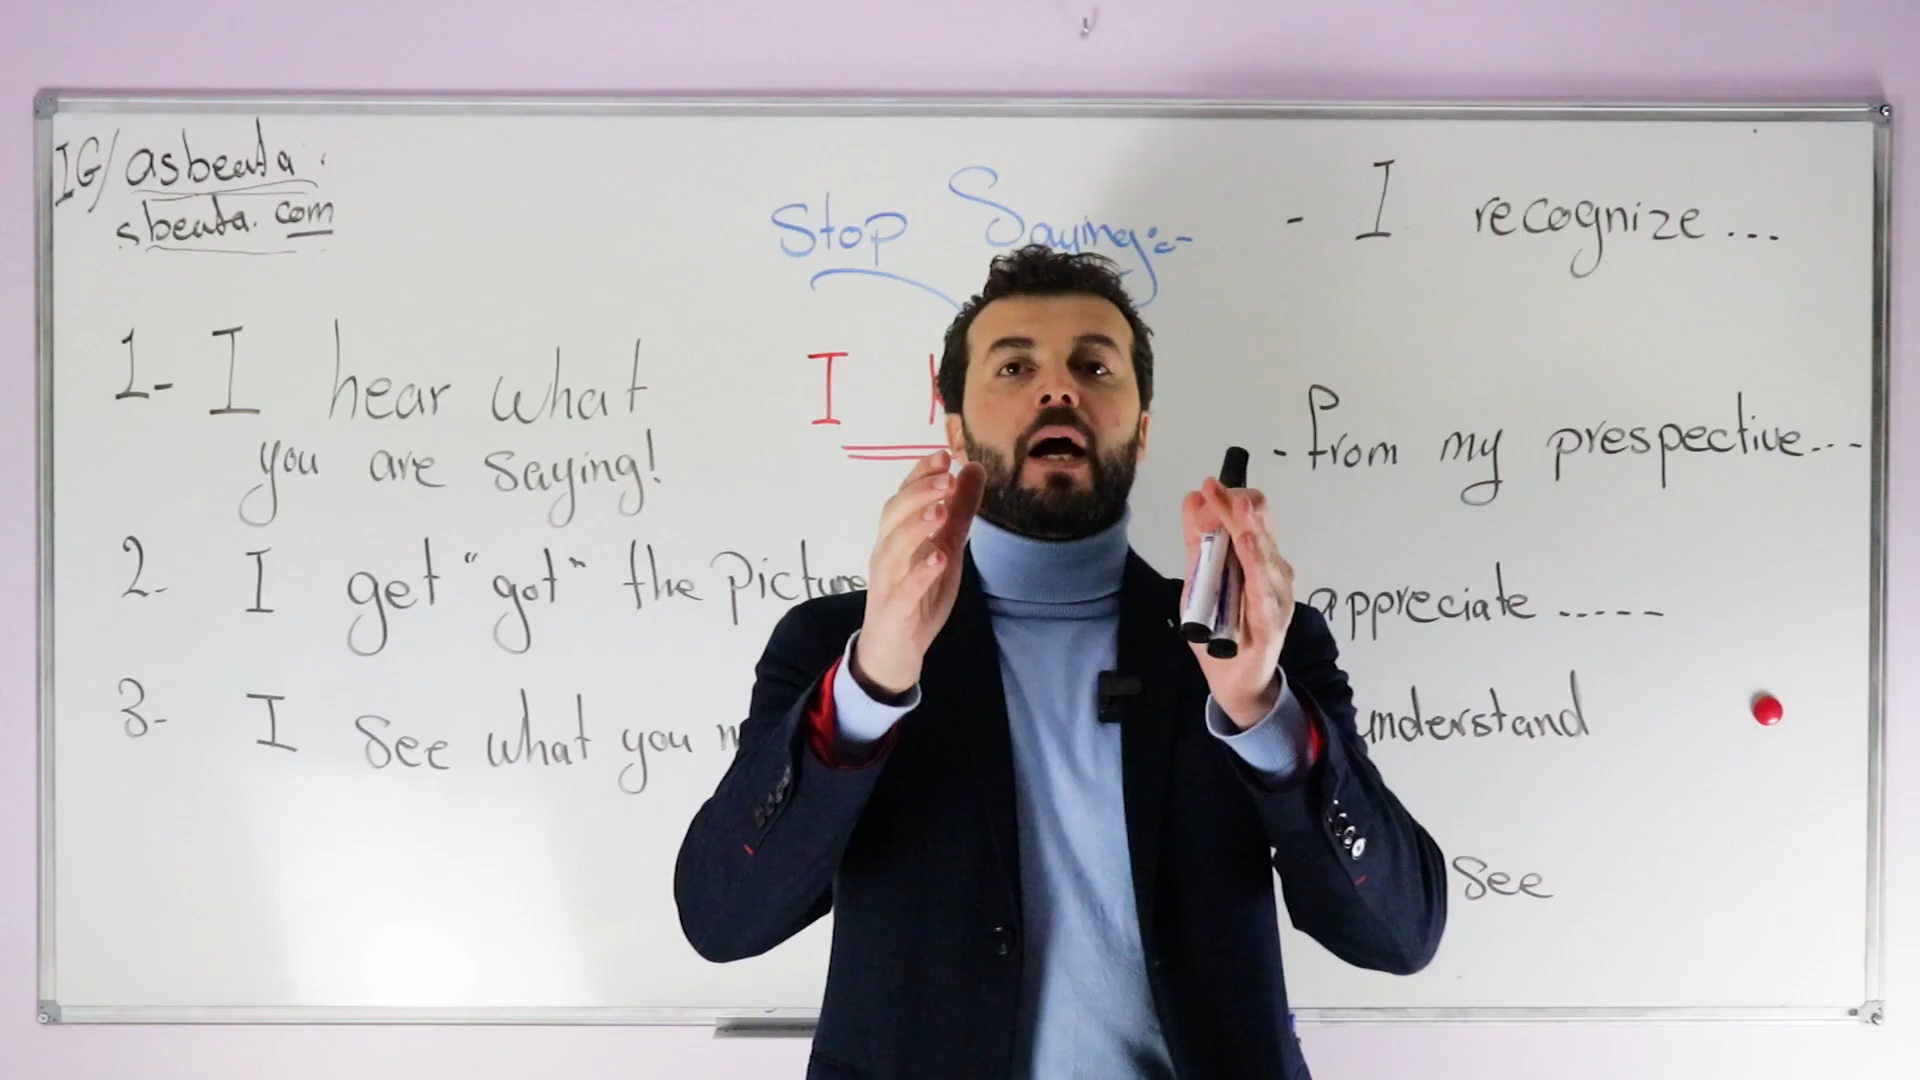 IG/ asbeata.
sbeata.com
Stop Saying:-
I
1- I hear what
you are saying!
2. I get "got" the picture
3- I see what you
- I recognize...
- from my prespective...
appreciate .....
understand
see